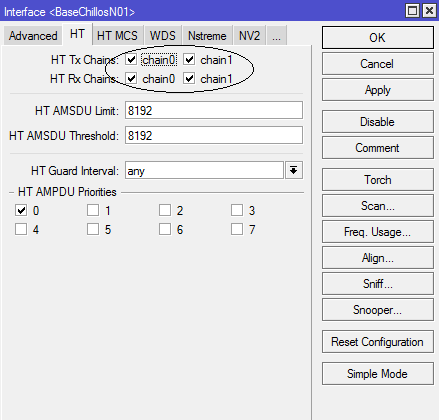 Interface <BaseChillosN01>
Advanced HT HT MCS WDS Nstreme NV2 ...
HT Tx Chains: chain0 chain1
HT Rx Chains: chain0 chain1
HT AMSDU Limit: 8192
HT AMSDU Threshold: 8192
HT Guard Interval: any
HT AMPDU Priorities
0 1 2 3
4 5 6 7
OK
Cancel
Apply
Disable
Comment
Torch
Scan...
Freq. Usage...
Align...
Sniff...
Snooper...
Reset Configuration
Simple Mode